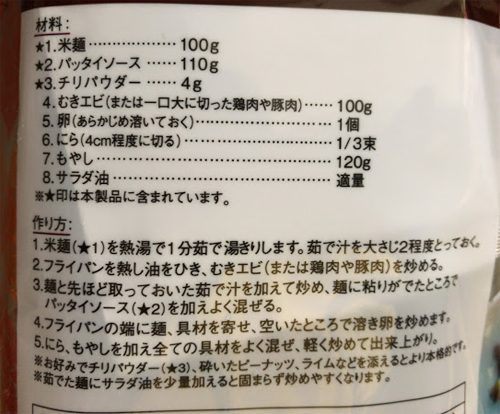 材料:
★1.米麺……………100g
★2.パッタイソース……110g
★3.チリパウダー……4g
4.むきエビ(または一口大に切った鶏肉や豚肉)……100g
5.卵(あらかじめ溶いておく)………………1個
6.にら(4cm程度に切る)…………………1/3束
7.もやし……………………………………120g
8.サラダ油…………………………………適量
※★印は本製品に含まれています。
作り方:
1.米麺(★1)を熱湯で1分茹で湯きりします。茹で汁を大さじ2程度とっておく。
2.フライパンを熱し油をひき、むきエビ(または鶏肉や豚肉)を炒める。
3.麺と先ほど取っておいた茹で汁を加えて炒め、麺に粘りがでたところで
パッタイソース(★2)を加えよく混ぜる。
4.フライパンの端に麺、具材を寄せ、空いたところで溶き卵を炒めます。
5.にら、もやしを加え全ての具材をよく混ぜ、軽く炒めて出来上がり。
※お好みでチリパウダー(★3)、砕いたピーナッツ、ライムなどを添えるとより本格的です。
※茹でた麺にサラダ油を少量加えると固まらず炒めやすくなります。